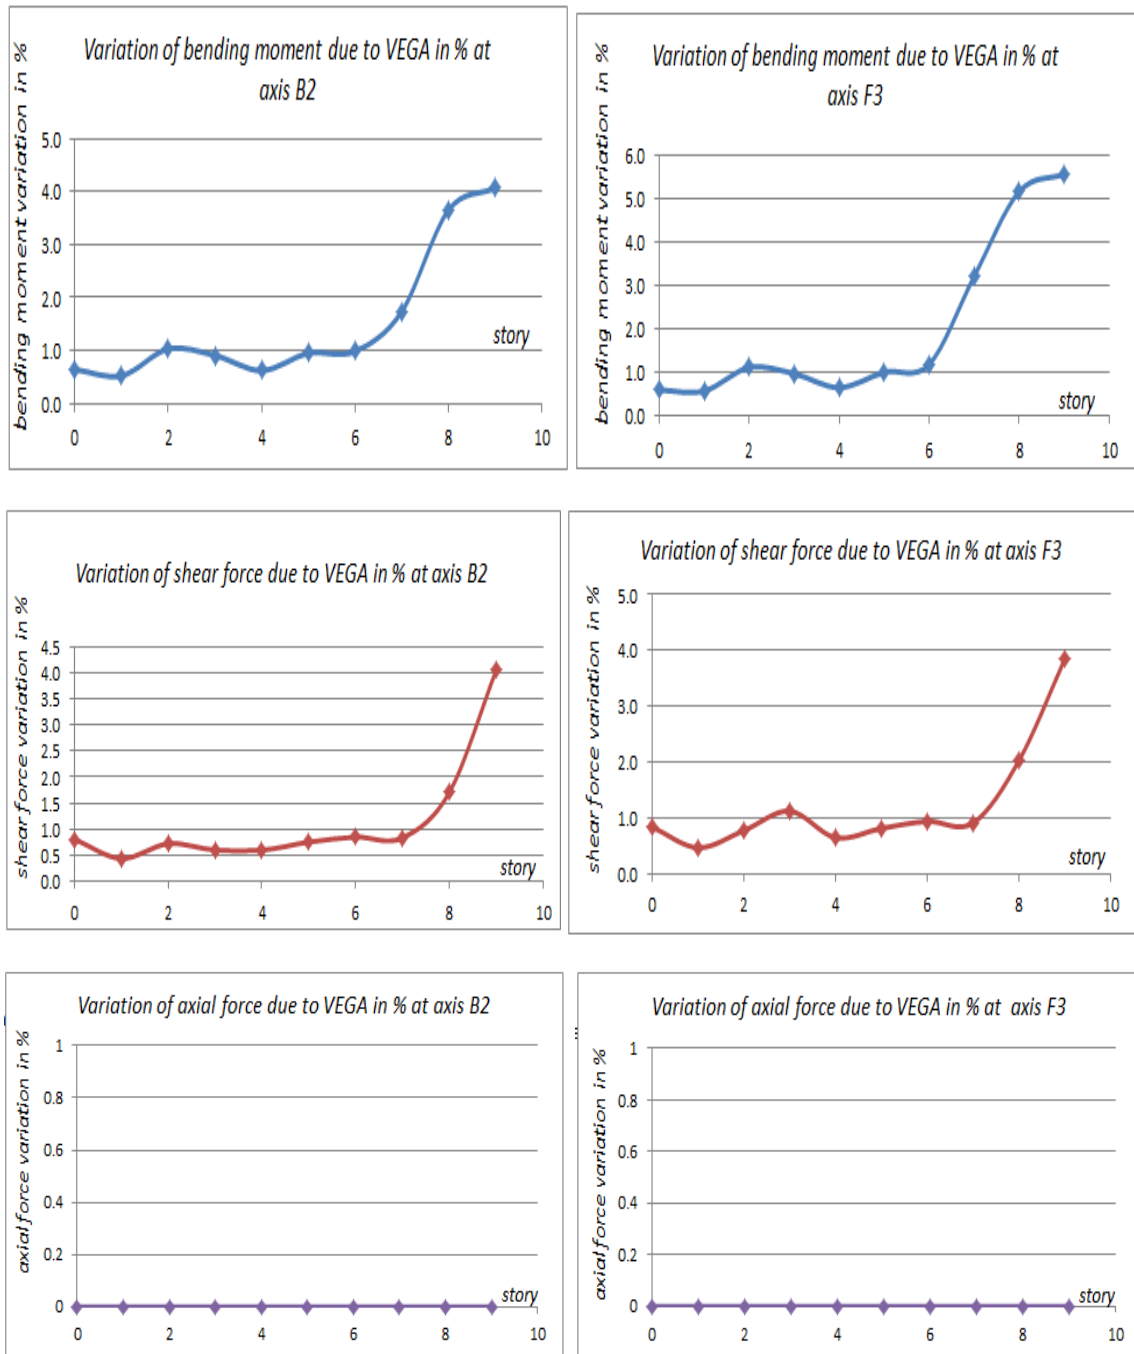 Variation of bending moment due to VEGA in % at
axis B2
bending moment variation in %
5.0
4.0
3.0
2.0
1.0
0.0
story
0 2 4 6 8 10
Variation of bending moment due to VEGA in % at
axis F3
bending moment variation in %
6.0
5.0
4.0
3.0
2.0
1.0
0.0
story
0 2 4 6 8 10
Variation of shear force due to VEGA in % at axis B2
shear force variation in %
4.5
4.0
3.5
3.0
2.5
2.0
1.5
1.0
0.5
0.0
story
0 2 4 6 8 10
Variation of shear force due to VEGA in % at axis F3
shear force variation in %
5.0
4.0
3.0
2.0
1.0
0.0
story
0 2 4 6 8 10
Variation of axial force due to VEGA in % at axis B2
axial force variation in %
1
0.8
0.6
0.4
0.2
0
story
0 2 4 6 8 10
Variation of axial force due to VEGA in % at axis F3
axial force variation in %
1
0.8
0.6
0.4
0.2
0
story
0 2 4 6 8 10